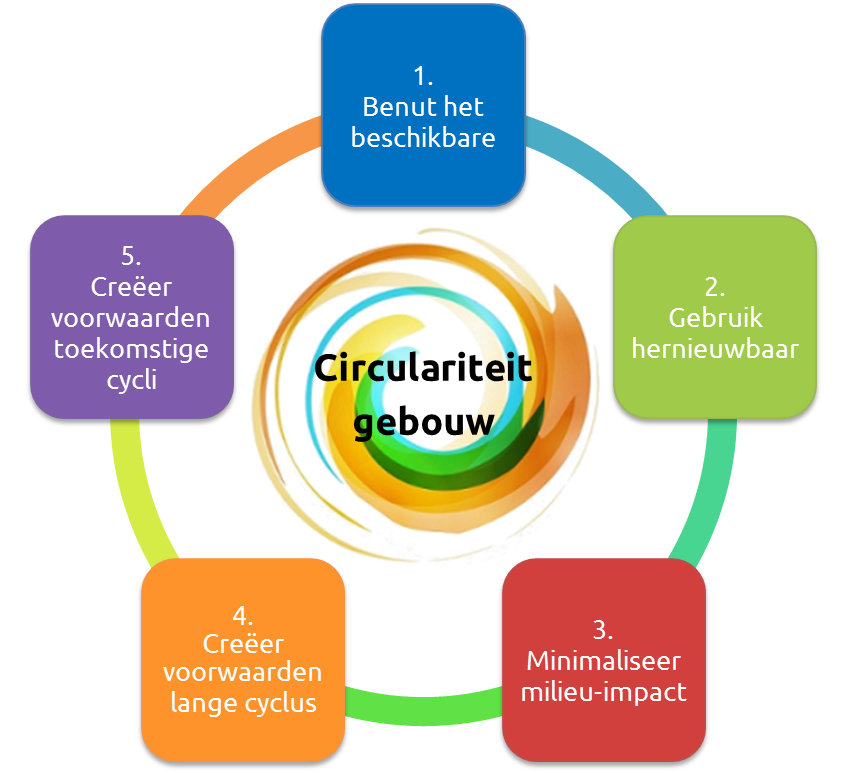 1.
Benut het
beschikbare
2.
Gebruik
hernieuwbaar
3.
Minimaliseer
milieu-impact
4.
Creëer
voorwaarden
lange cyclus
5.
Creëer
voorwaarden
toekomstige
cycli
Circulariteit
gebouw